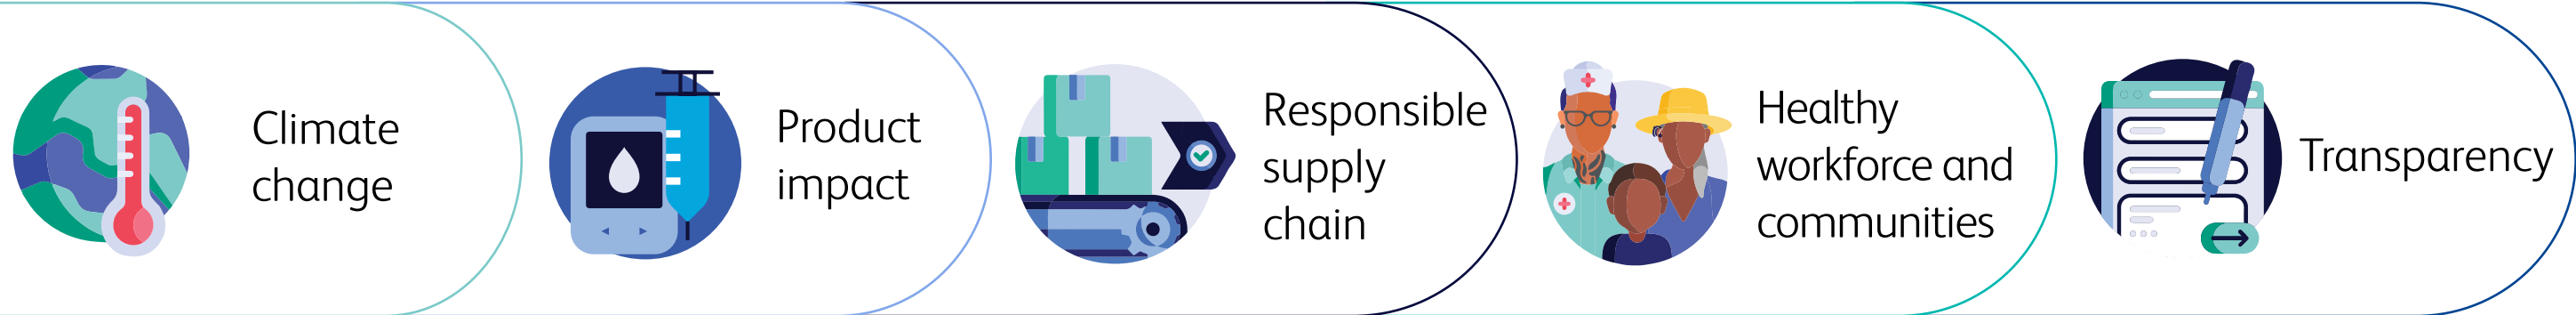 Climate
change
Product
impact
Responsible
supply
chain
Healthy
workforce and
communities
Transparency